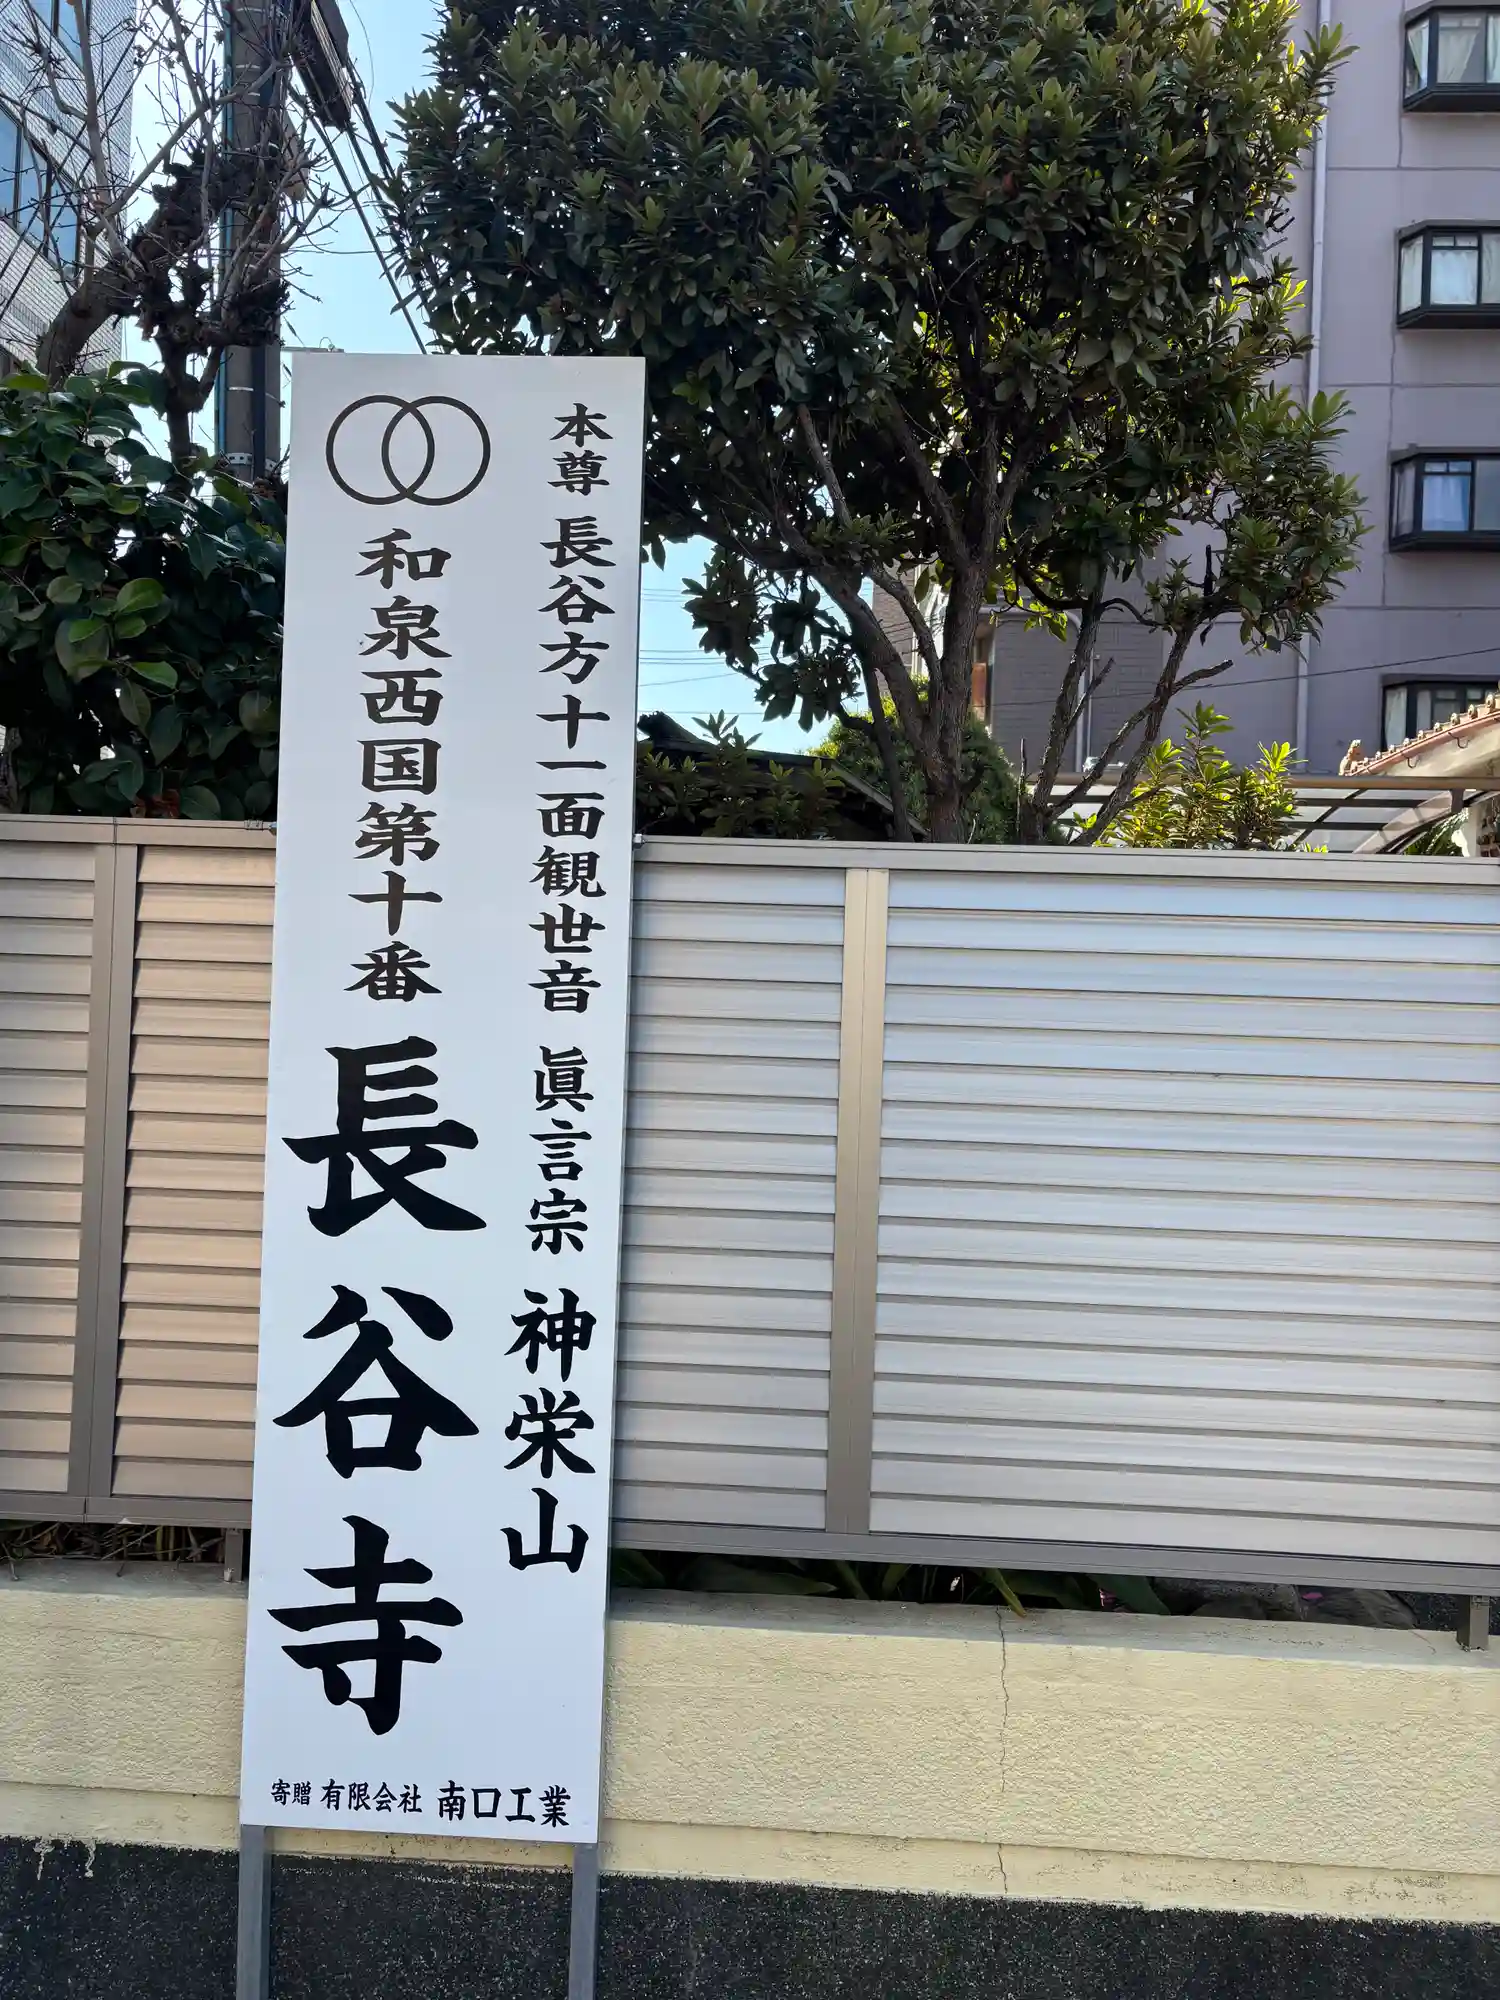 本尊 長谷方十一面観世音 眞言宗 神栄山
和泉西国第十番 長谷寺
寄贈 有限会社 南口工業